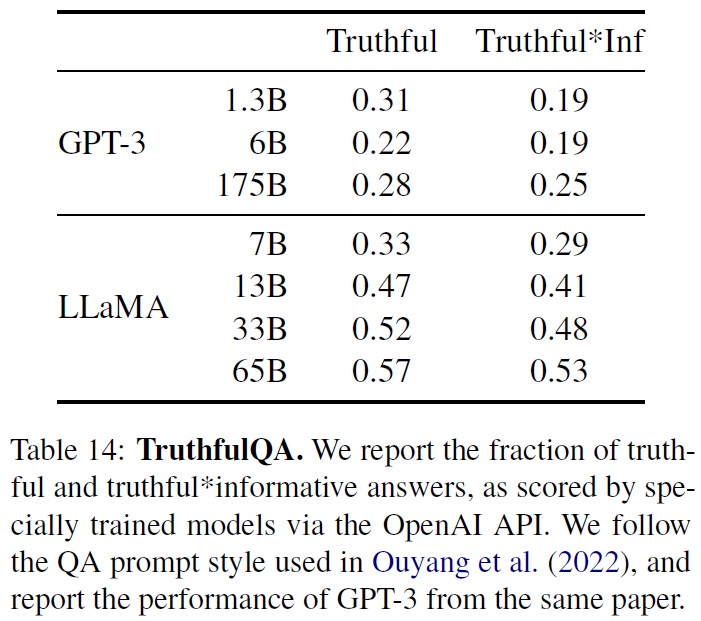 Truthful Truthful*Inf
1.3B 0.31 0.19
GPT-3 6B 0.22 0.19
175B 0.28 0.25
7B 0.33 0.29
13B 0.47 0.41
LLaMA
33B 0.52 0.48
65B 0.57 0.53
Table 14: TruthfulQA. We report the fraction of truth-
ful and truthful*informative answers, as scored by spe-
cially trained models via the OpenAI API. We follow
the QA prompt style used in Ouyang et al. (2022), and
report the performance of GPT-3 from the same paper.